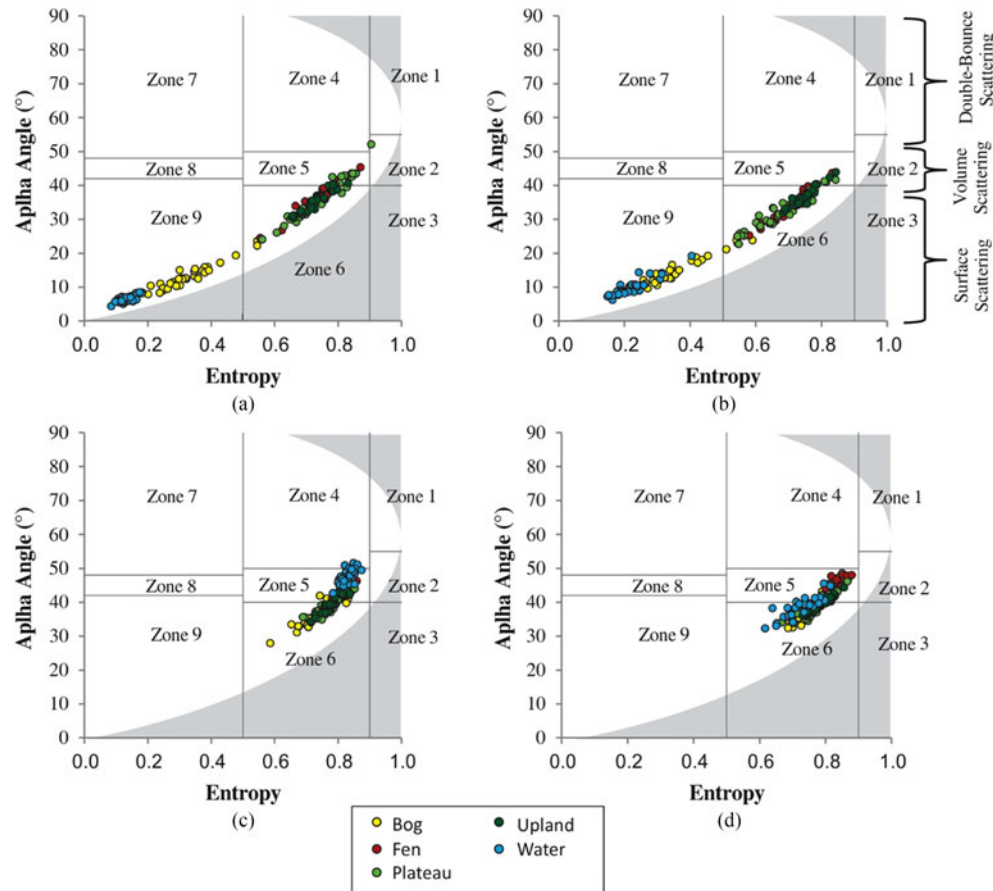 90
80
70
60
50
40
30
20
10
0
Aplha Angle (°)
Zone 7
Zone 4
Zone 1
Zone 8
Zone 5
Zone 2
Zone 9
Zone 3
Zone 6
0.0 0.2 0.4 0.6 0.8 1.0
Entropy
(a)
90
80
70
60
50
40
30
20
10
0
Aplha Angle (°)
Zone 7
Zone 4
Zone 1
Zone 8
Zone 5
Zone 2
Zone 9
Zone 3
Zone 6
0.0 0.2 0.4 0.6 0.8 1.0
Entropy
(b)
Double-Bounce
Scattering
Volume
Scattering
Surface
Scattering
90
80
70
60
50
40
30
20
10
0
Aplha Angle (°)
Zone 7
Zone 4
Zone 1
Zone 8
Zone 5
Zone 2
Zone 9
Zone 3
Zone 6
0.0 0.2 0.4 0.6 0.8 1.0
Entropy
(c)
90
80
70
60
50
40
30
20
10
0
Aplha Angle (°)
Zone 7
Zone 4
Zone 1
Zone 8
Zone 5
Zone 2
Zone 9
Zone 3
Zone 6
0.0 0.2 0.4 0.6 0.8 1.0
Entropy
(d)
Bog
Fen
Plateau
Upland
Water